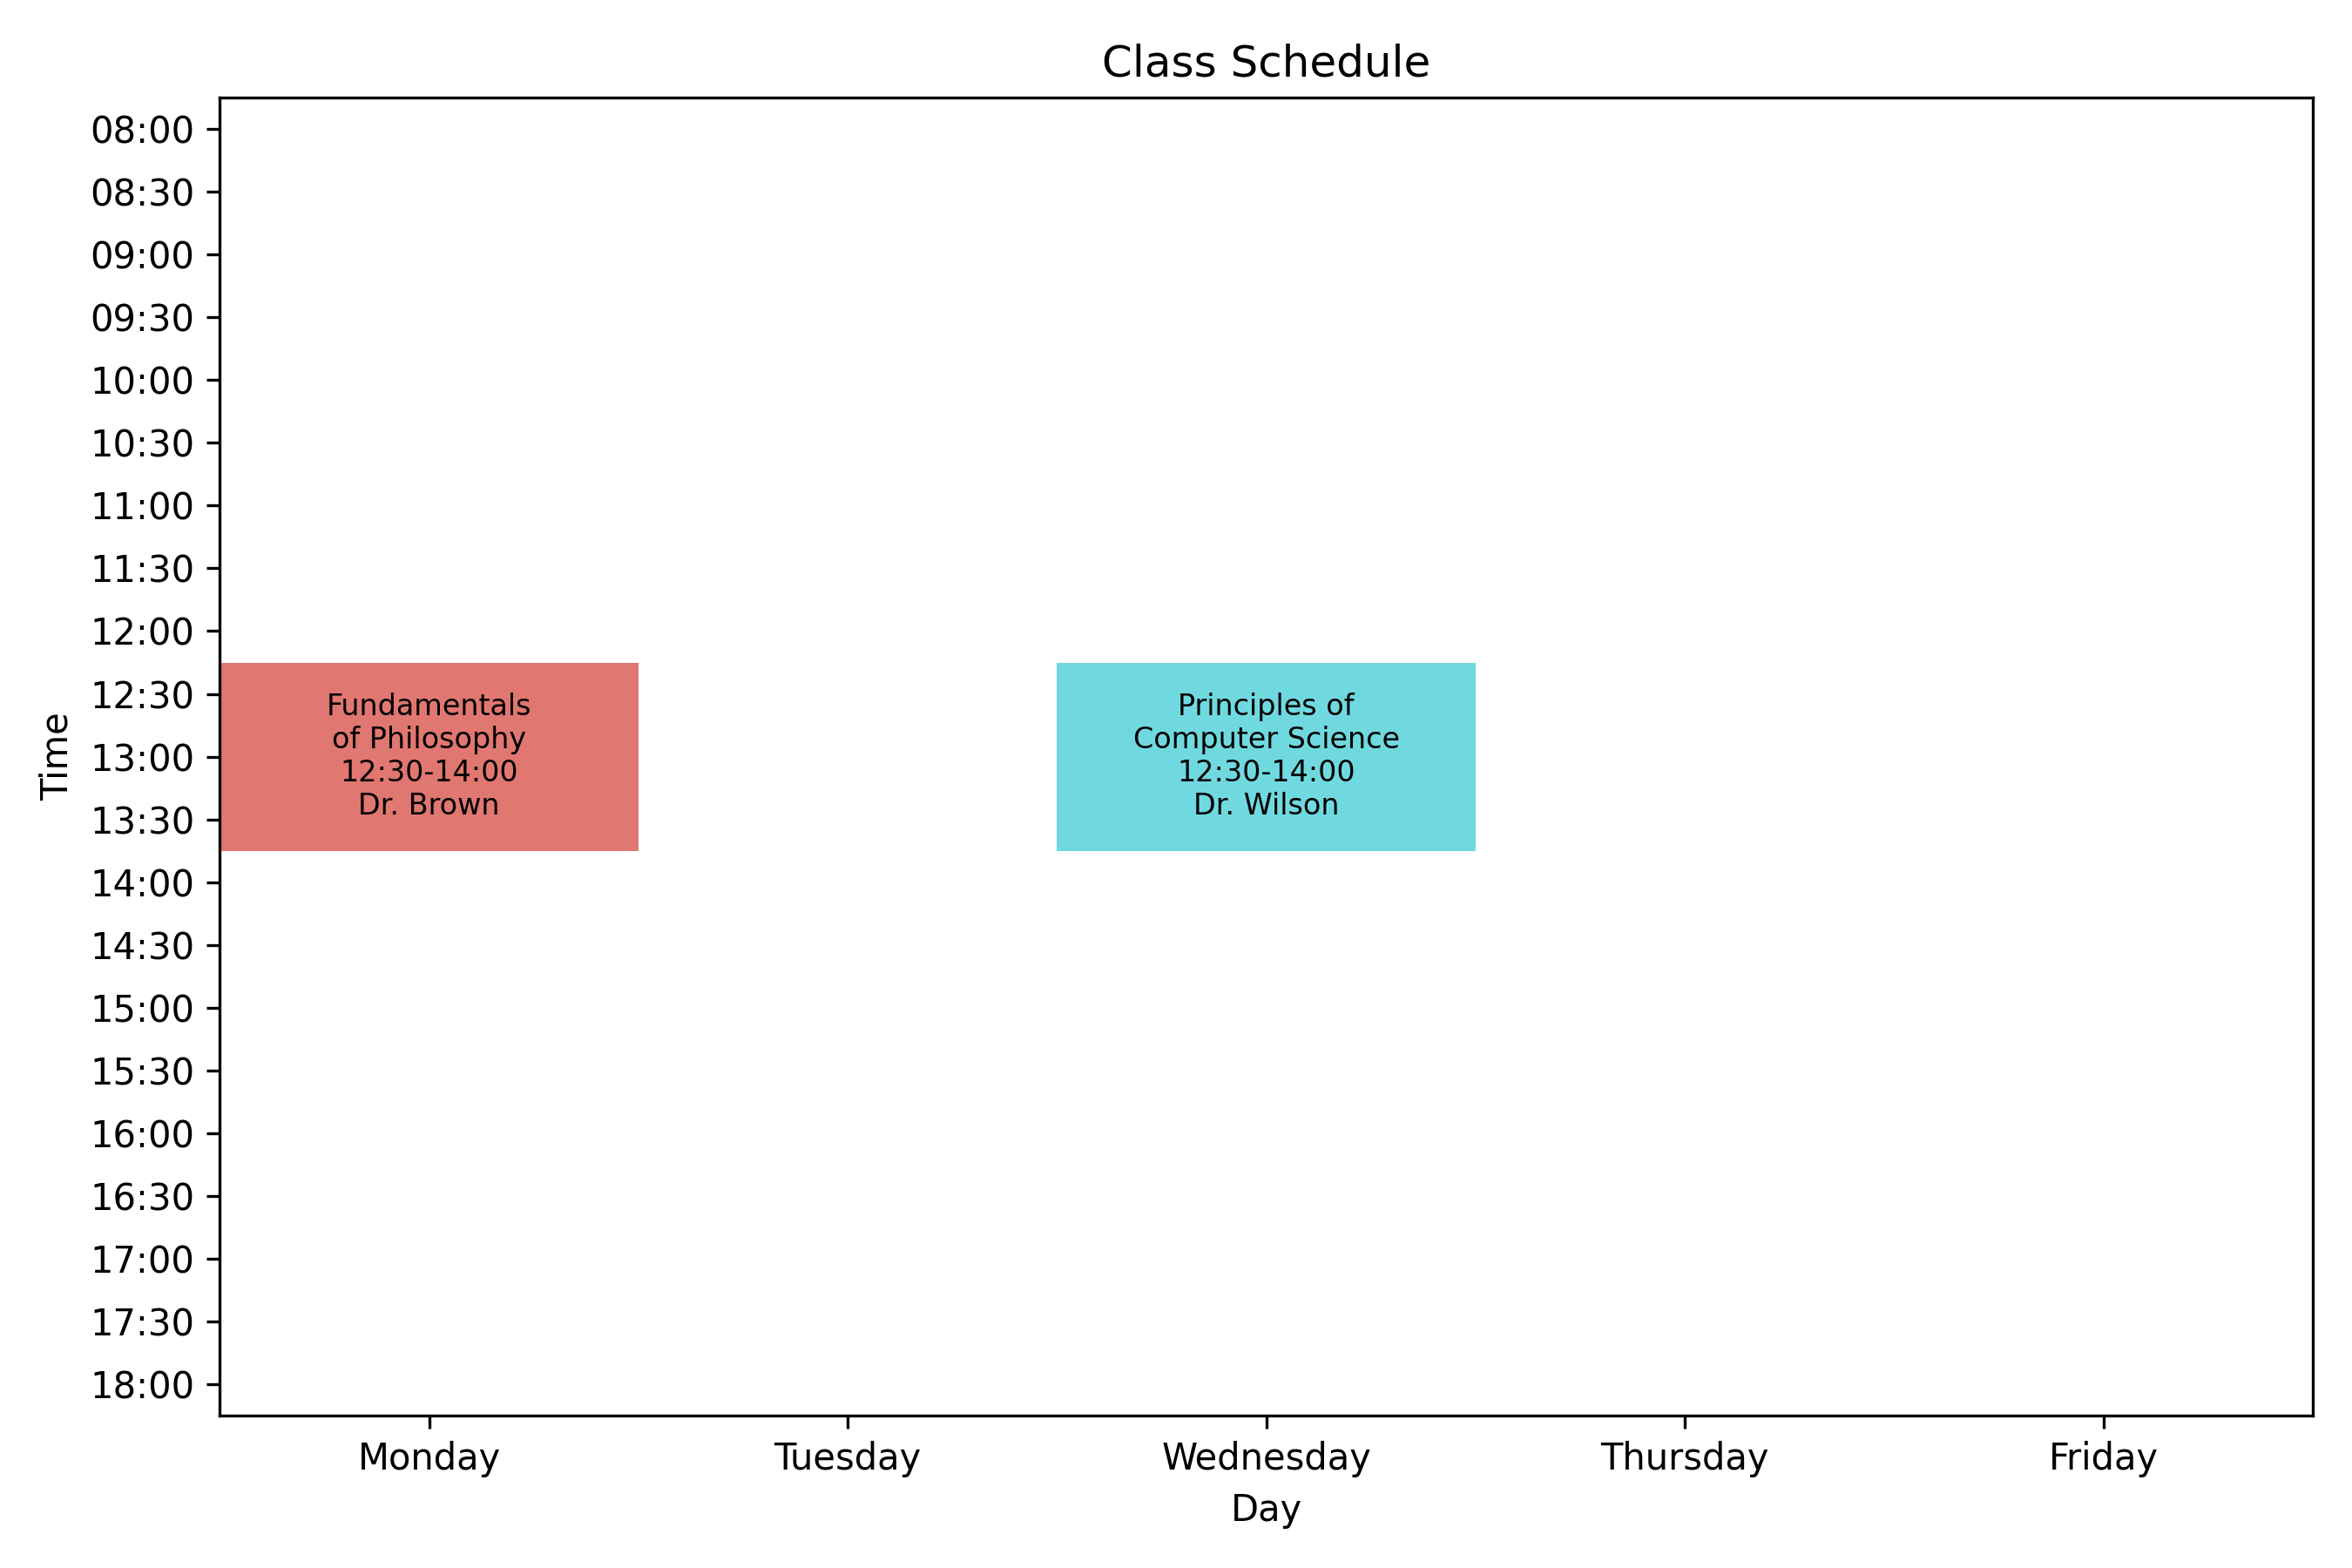 Class Schedule
08:00
08:30
09:00
09:30
10:00
10:30
11:00
11:30
12:00
12:30
13:00
13:30
14:00
14:30
15:00
15:30
16:00
16:30
17:00
17:30
18:00
Time
Fundamentals
of Philosophy
12:30-14:00
Dr. Brown
Principles of
Computer Science
12:30-14:00
Dr. Wilson
Monday
Tuesday
Wednesday
Thursday
Friday
Day